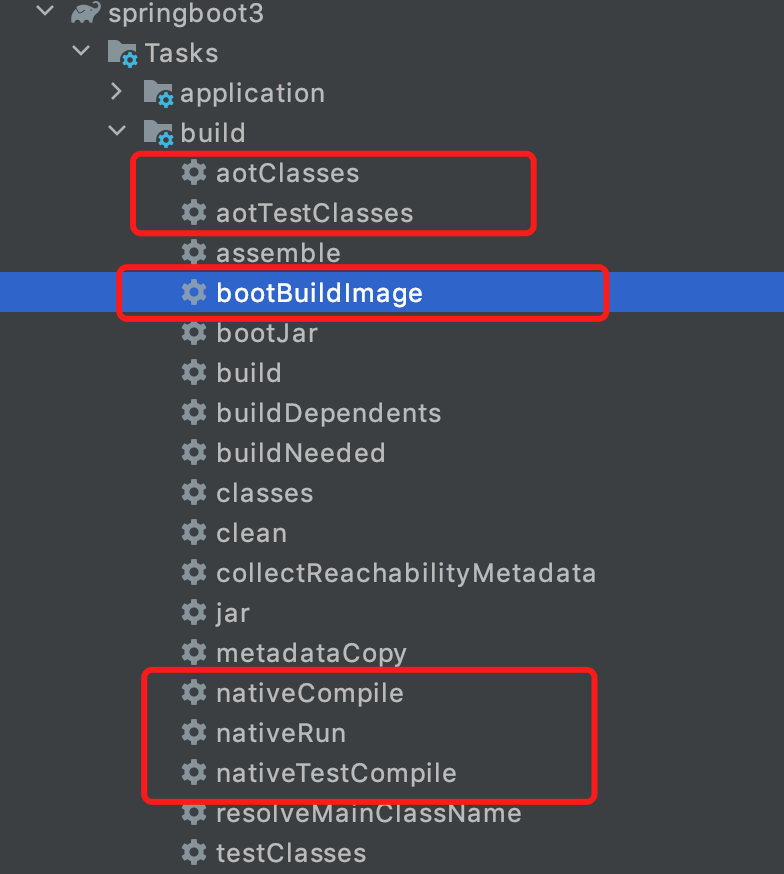 springboot3
Tasks
application
build
aotClasses
aotTestClasses
assemble
bootBuildImage
bootJar
build
buildDependents
buildNeeded
classes
clean
collectReachabilityMetadata
jar
metadataCopy
nativeCompile
nativeRun
nativeTestCompile
resolveMainClassName
testClasses